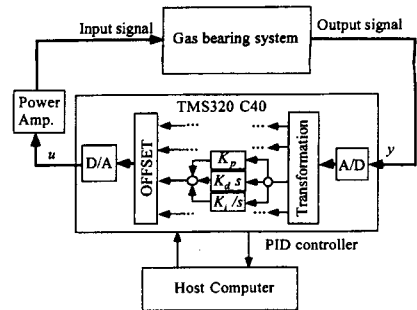 Input signal
Output signal
Gas bearing system
Power
Amp.
TMS320 C40
u
D/A
OFFSET
K_p
K_d s
K_i /s
Transformation
A/D
y
PID controller
Host Computer